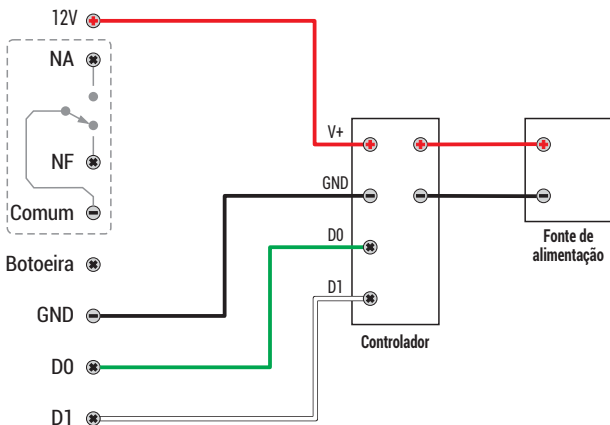 12V
NA
NF
Comum
Botoeira
GND
D0
D1
V+
GND
D0
D1
Controlador
Fonte de
alimentação